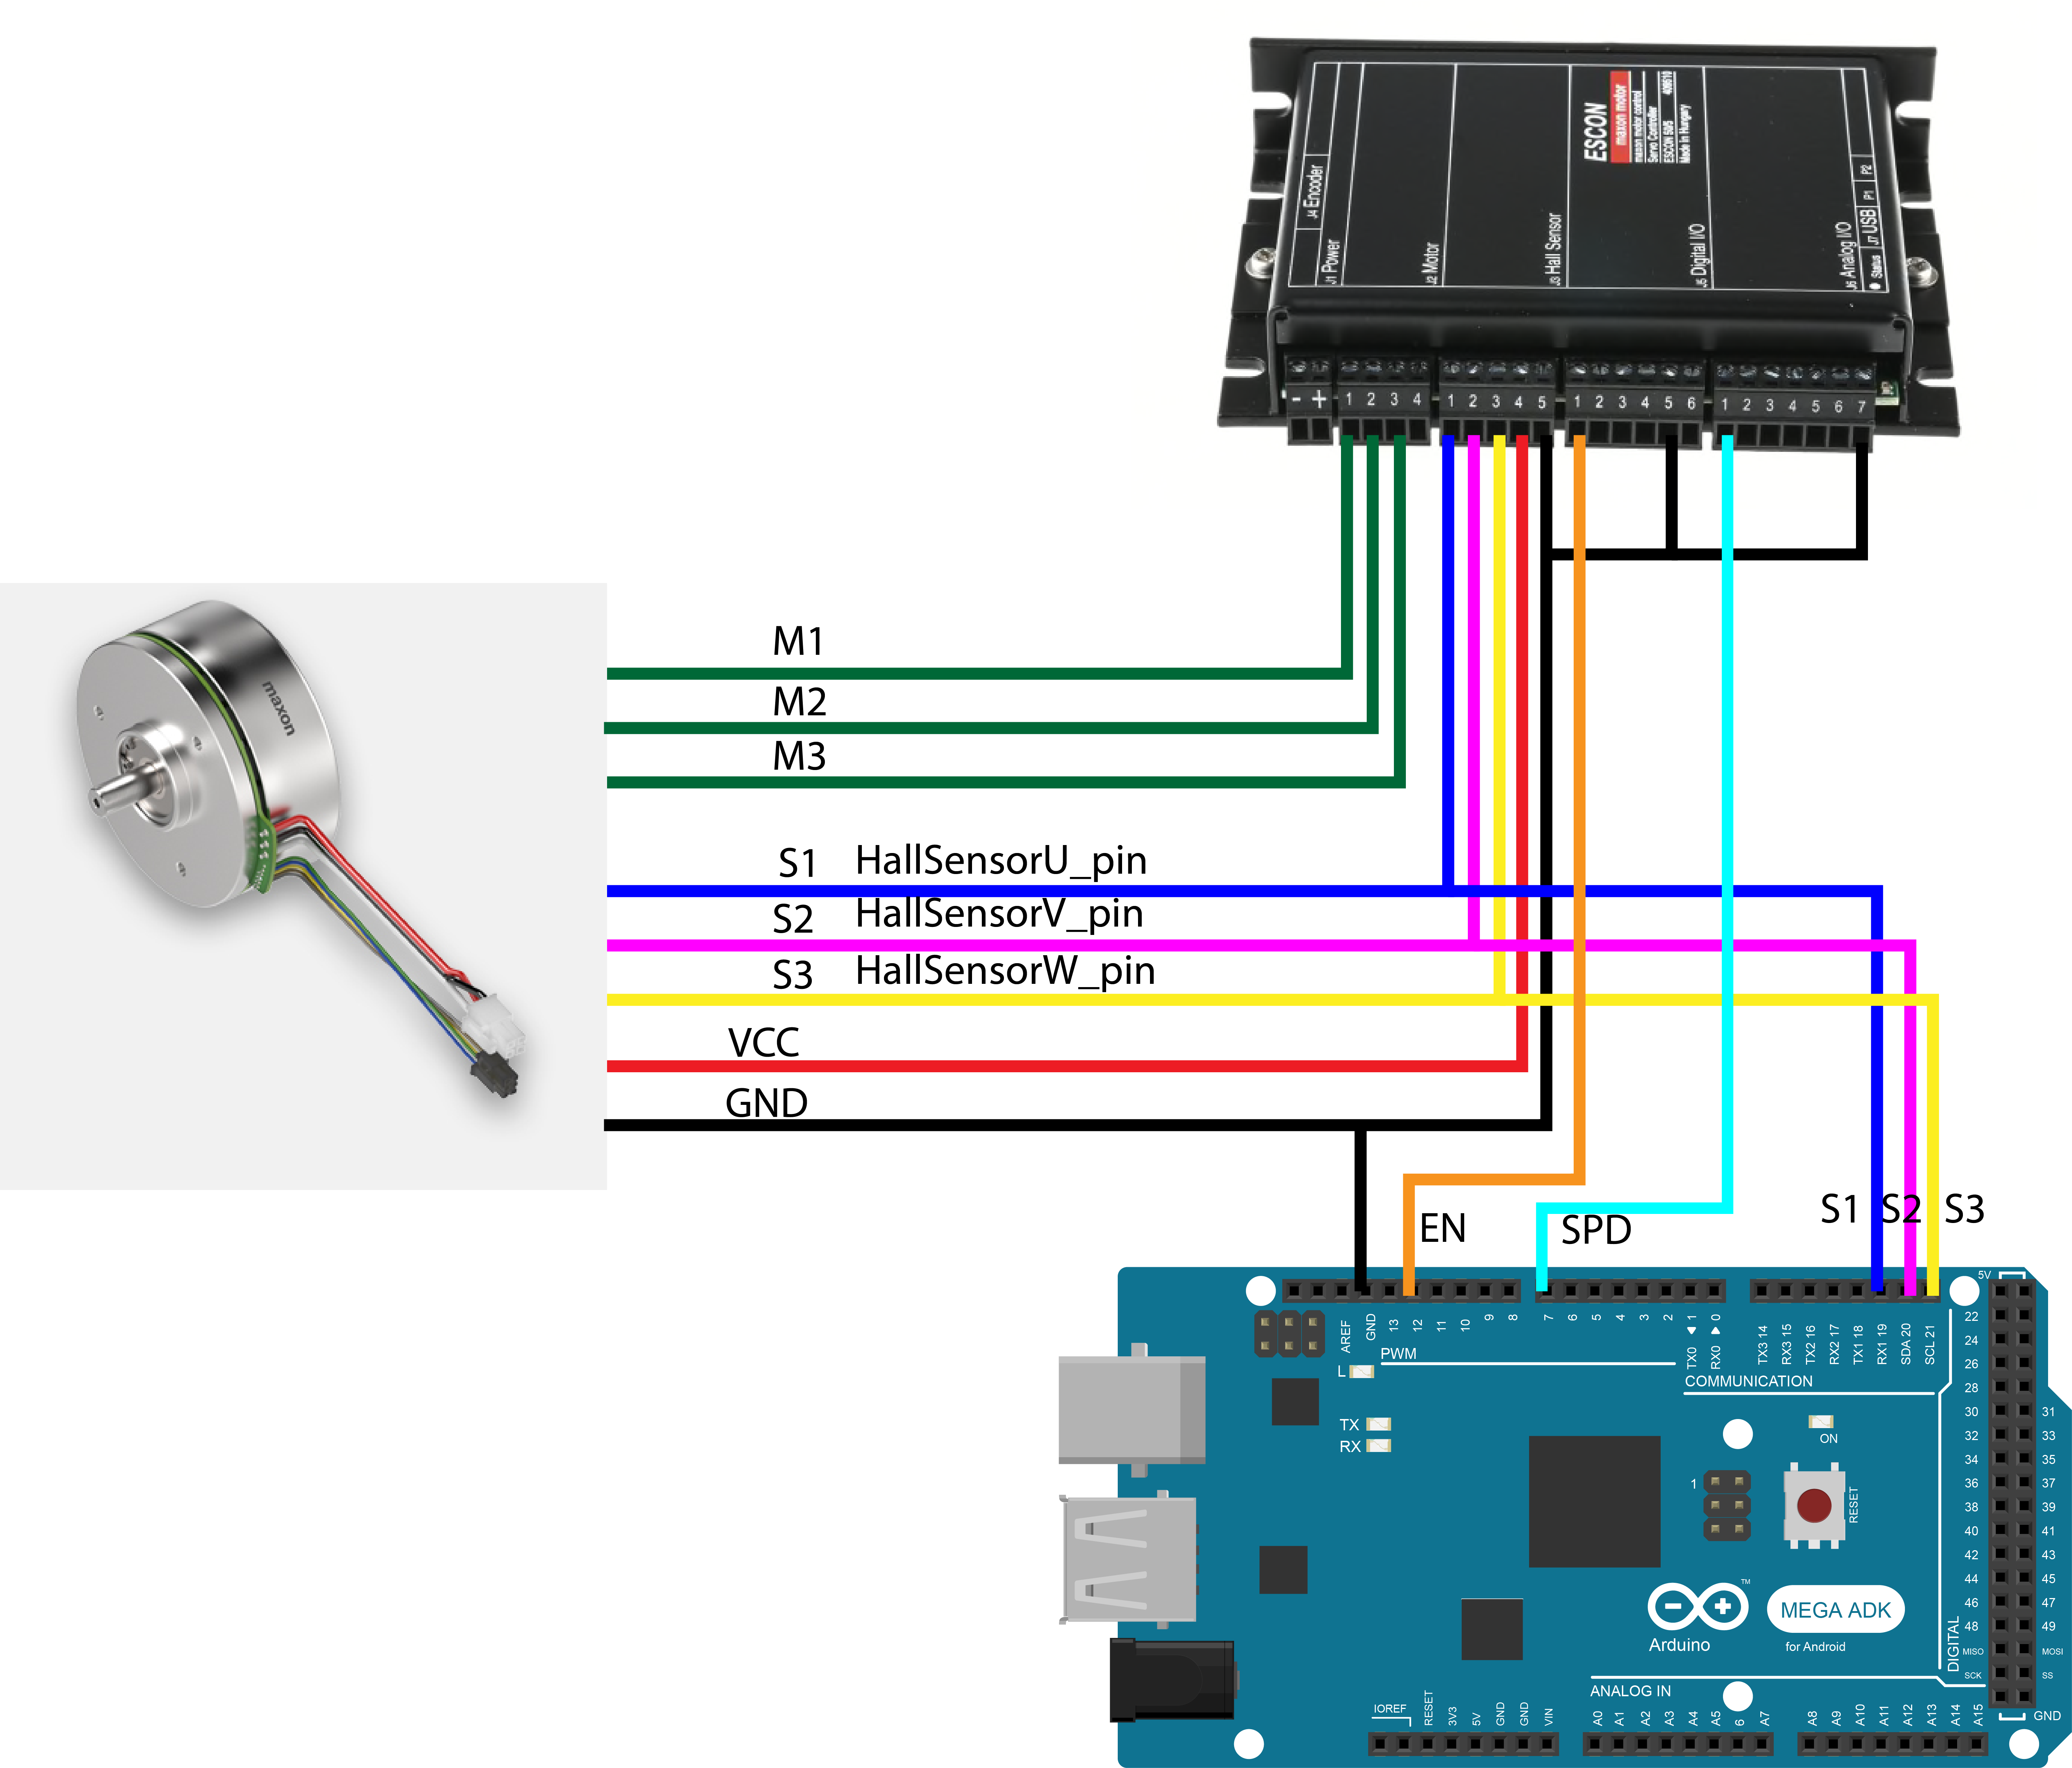 ESCON
maxon motor
maxon motor control
Servo Controller
ESCON 50/5 409510
Made in Hungary
J4 Encoder
J1 Power
J2 Motor
J3 Hall Sensor
J5 Digital I/O
J6 Analog I/O
Status J7 USB P1 P2
- + 1 2 3 4 1 2 3 4 5 1 2 3 4 5 6 1 2 3 4 5 6 7
maxon
M1
M2
M3
S1 HallSensorU_pin
S2 HallSensorV_pin
S3 HallSensorW_pin
VCC
GND
EN
SPD
S1 S2 S3
5V
AREF GND 13 12 11 10 9 8 7 6 5 4 3 2 TX0 1 RX0 0
TX3 14 RX3 15 TX2 16 RX2 17 TX1 18 RX1 19 SDA 20 SCL 21
PWM
COMMUNICATION
L
TX
RX
ON
1
RESET
22
24
26
28
30 31
32 33
34 35
36 37
38 39
40 41
42 43
44 45
46 47
48 49
MISO MOSI
SCK SS
GND
DIGITAL
TM
MEGA ADK
Arduino
for Android
ANALOG IN
IOREF RESET 3V3 5V GND GND VIN
A0 A1 A2 A3 A4 A5 6 A7
A8 A9 A10 A11 A12 A13 A14 A15